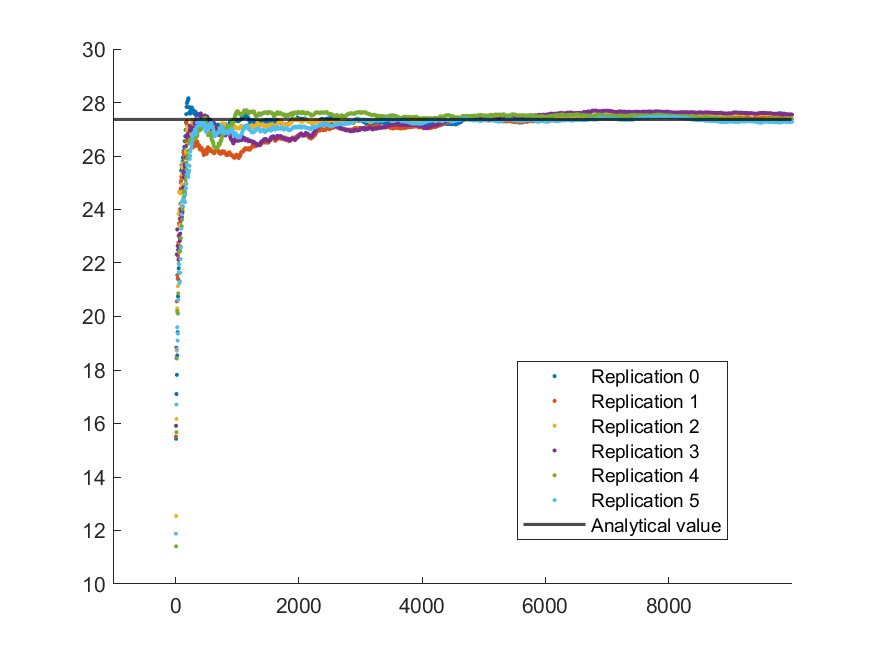 30
28
26
24
22
20
18
16
14
12
10
0 2000 4000 6000 8000
Replication 0
Replication 1
Replication 2
Replication 3
Replication 4
Replication 5
Analytical value